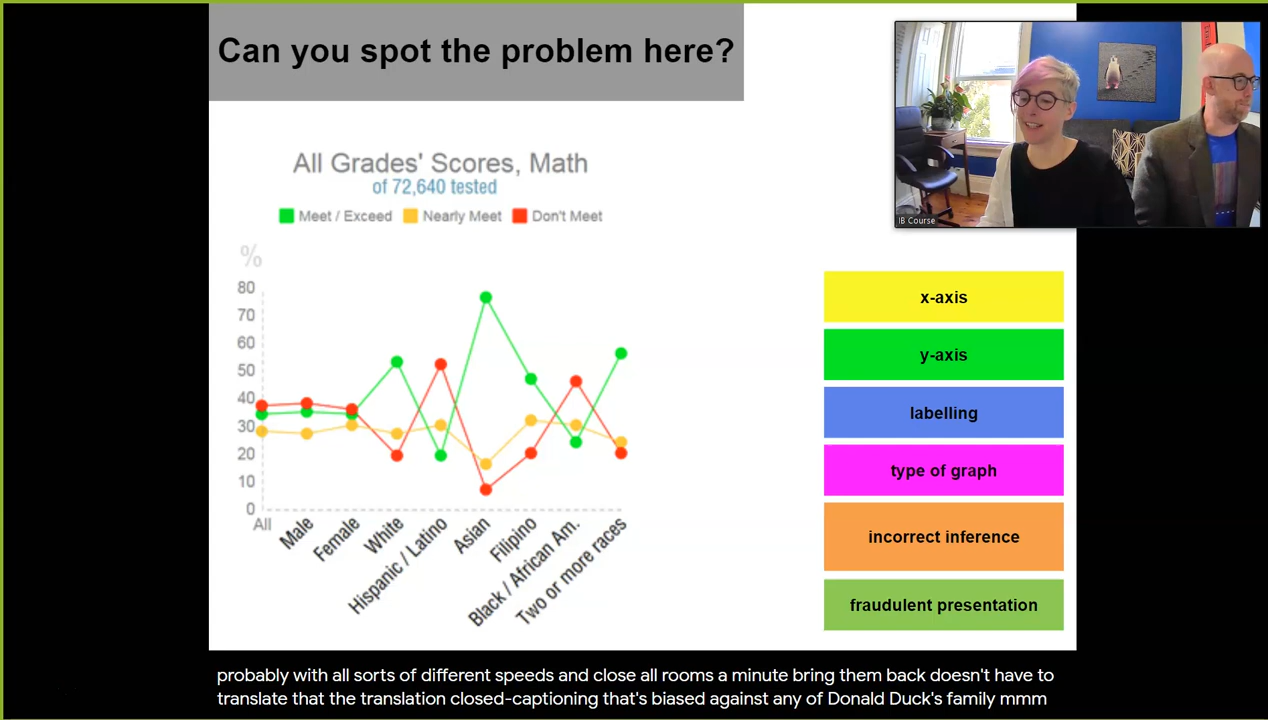 Can you spot the problem here?
IB Course
All Grades' Scores, Math
of 72,640 tested
Meet / Exceed Nearly Meet Don't Meet
%
80
70
60
50
40
30
20
10
0
All Male Female White Hispanic / Latino Asian Filipino Black / African Am. Two or more races
x-axis
y-axis
labelling
type of graph
incorrect inference
fraudulent presentation
probably with all sorts of different speeds and close all rooms a minute bring them back doesn't have to
translate that the translation closed-captioning that's biased against any of Donald Duck's family mmm